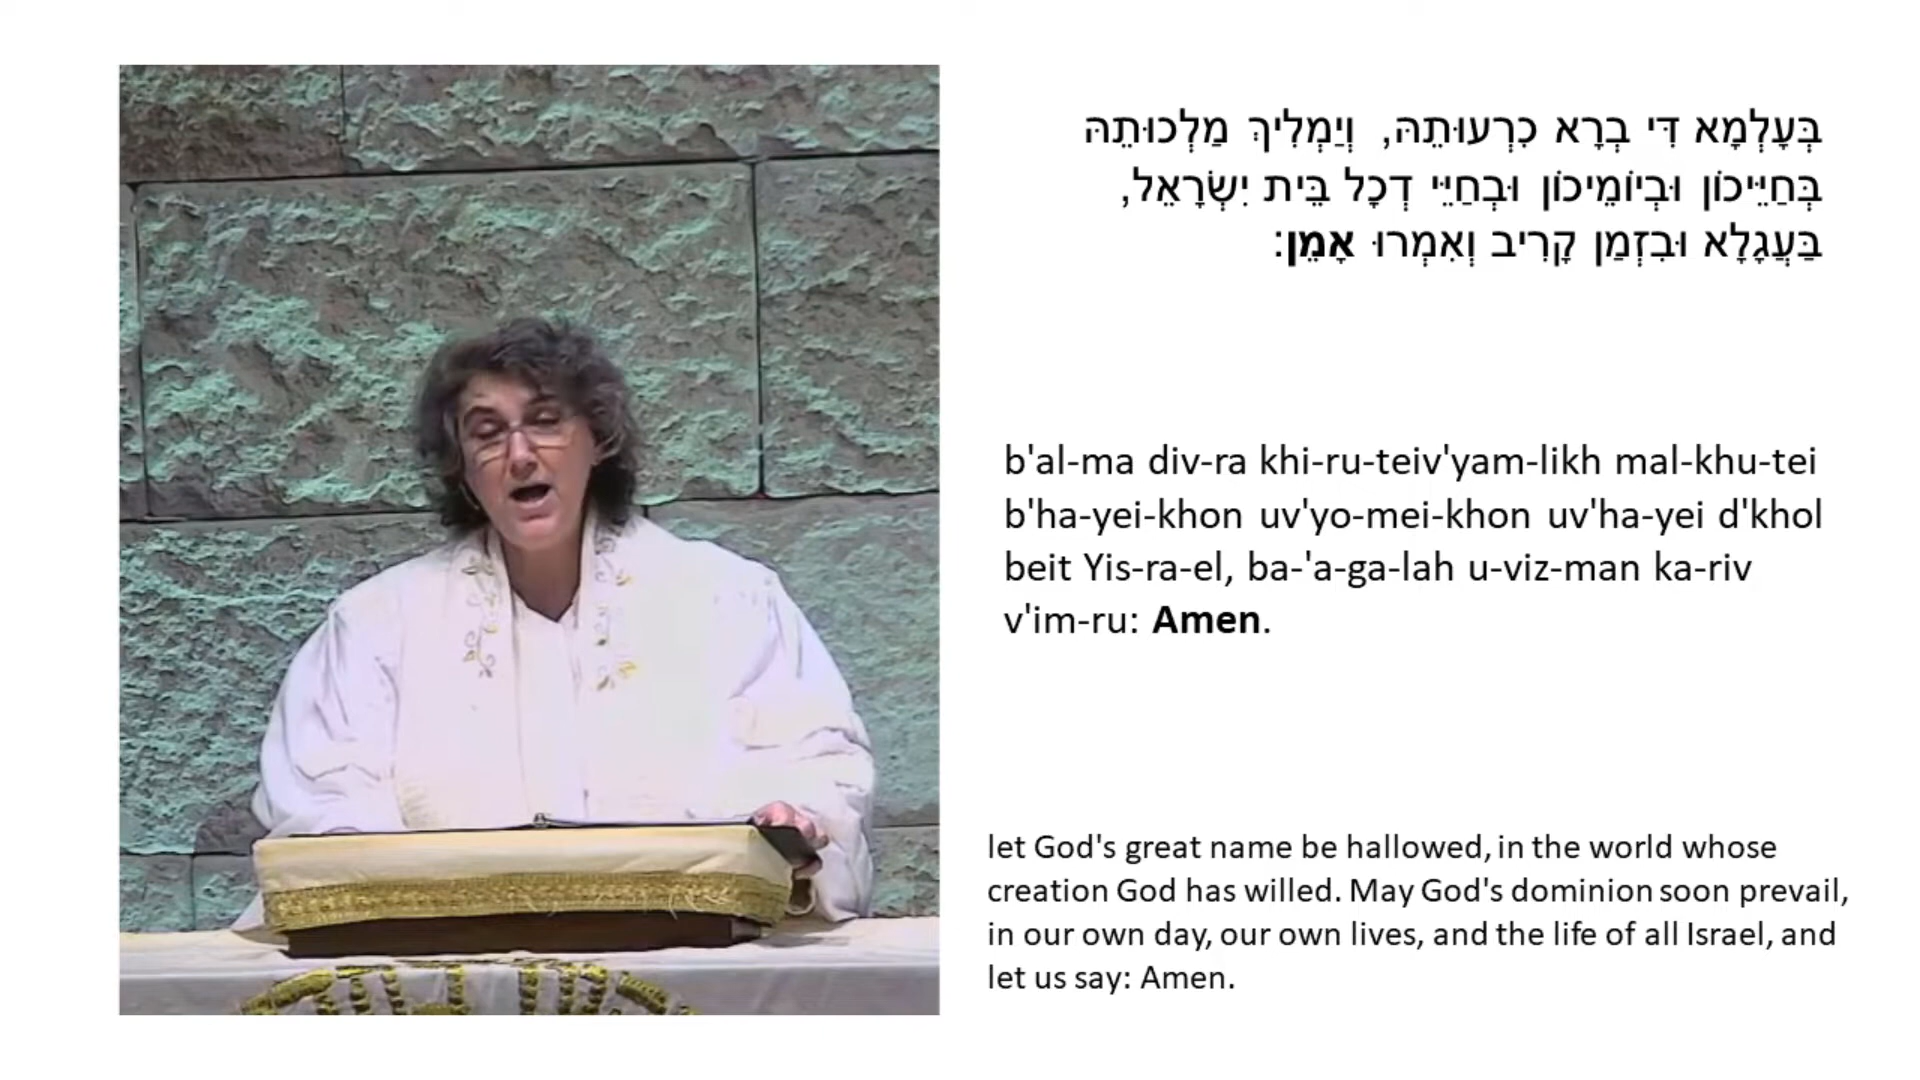 בְּעָלְמָא דִּי בְרָא כִרְעוּתֵהּ, וְיַמְלִיךְ מַלְכוּתֵהּ
בְּחַיֵּיכוֹן וּבְיוֹמֵיכוֹן וּבְחַיֵּי דְכָל בֵּית יִשְׂרָאֵל,
בַּעֲגָלָא וּבִזְמַן קָרִיב וְאִמְרוּ אָמֵן:
b'al-ma div-ra khi-ru-teiv'yam-likh mal-khu-tei
b'ha-yei-khon uv'yo-mei-khon uv'ha-yei d'khol
beit Yis-ra-el, ba-'a-ga-lah u-viz-man ka-riv
v'im-ru: Amen.
let God's great name be hallowed, in the world whose
creation God has willed. May God's dominion soon prevail,
in our own day, our own lives, and the life of all Israel, and
let us say: Amen.